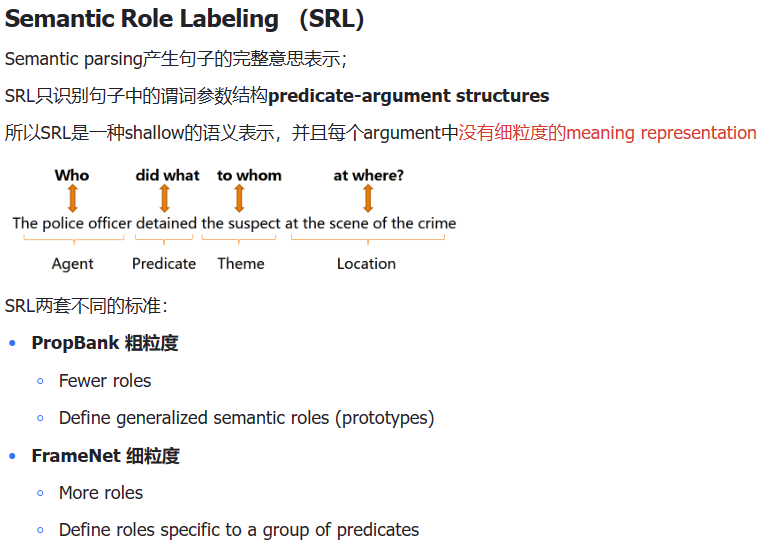 Semantic Role Labeling （SRL）
Semantic parsing产生句子的完整意思表示；
SRL只识别句子中的谓词参数结构predicate-argument structures
所以SRL是一种shallow的语义表示，并且每个argument中没有细粒度的meaning representation
Who did what to whom at where?
The police officer detained the suspect at the scene of the crime
Agent Predicate Theme Location
SRL两套不同的标准：
PropBank 粗粒度
Fewer roles
Define generalized semantic roles (prototypes)
FrameNet 细粒度
More roles
Define roles specific to a group of predicates